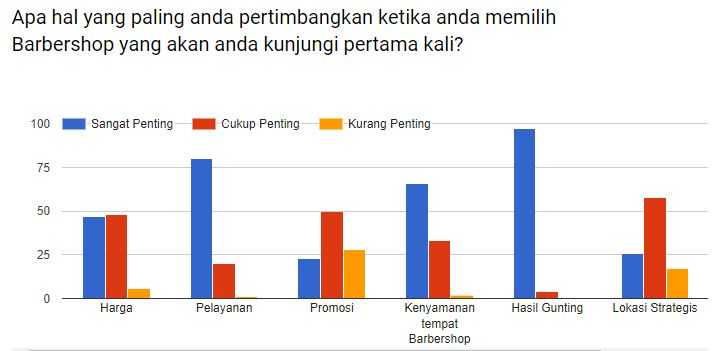 Apa hal yang paling anda pertimbangkan ketika anda memilih
Barbershop yang akan anda kunjungi pertama kali?
100
Sangat Penting
Cukup Penting
Kurang Penting
75
50
25
0
Harga
Pelayanan
Promosi
Kenyamanan
tempat
Barbershop
Hasil Gunting
Lokasi Strategis